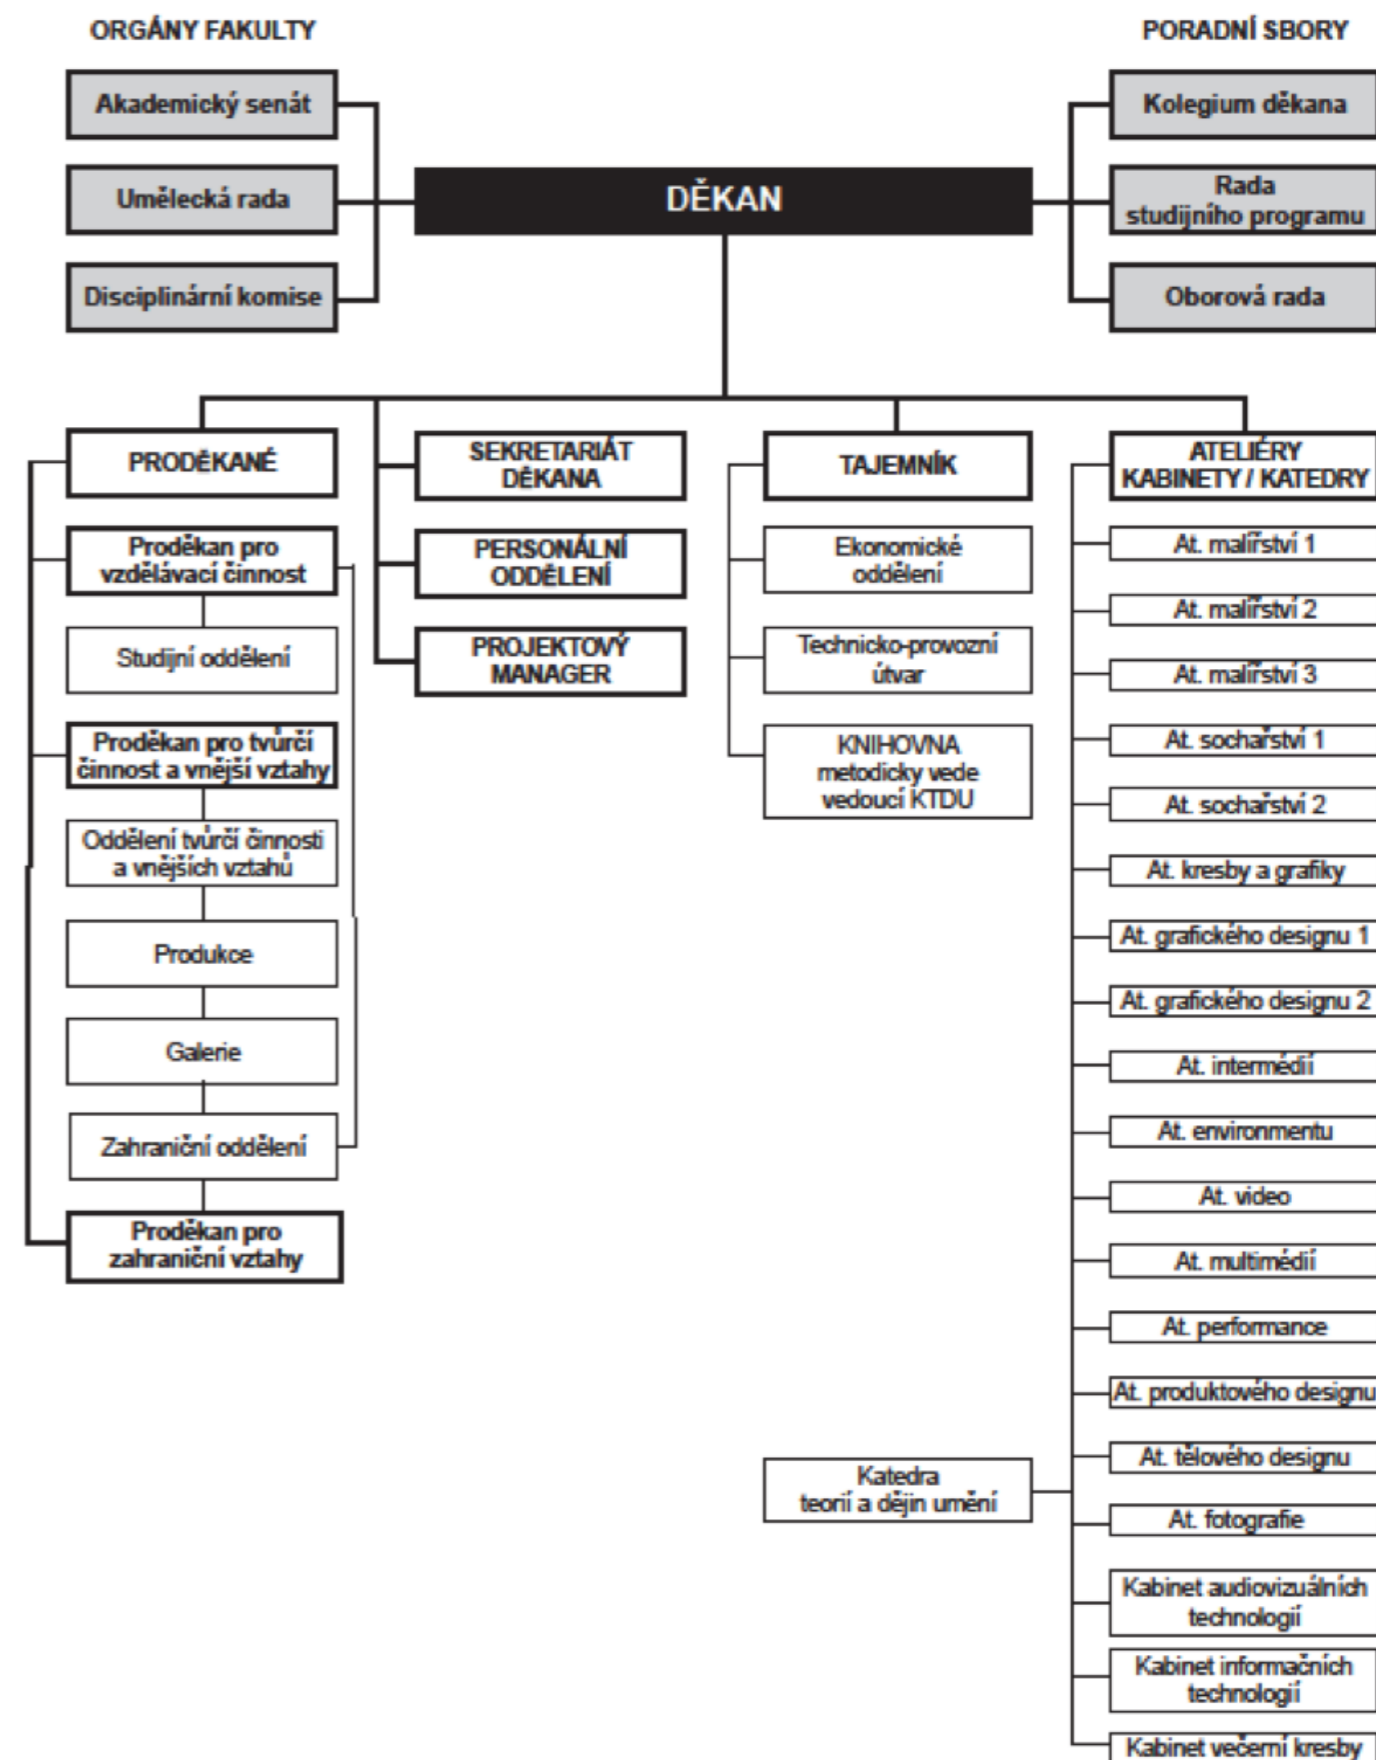 ORGÁNY FAKULTY
PORADNÍ SBORY
Akademický senát
Umělecká rada
Disciplinární komise
DĚKAN
Kolegium děkana
Rada
studijního programu
Oborová rada
PRODĚKANÉ
Proděkan pro
vzdělávací činnost
Studijní oddělení
Proděkan pro tvůrčí
činnost a vnější vztahy
Oddělení tvůrčí činnosti
a vnějších vztahů
Produkce
Galerie
Zahraniční oddělení
Proděkan pro
zahraniční vztahy
SEKRETARIÁT
DĚKANA
PERSONÁLNÍ
ODDĚLENÍ
PROJEKTOVÝ
MANAGER
TAJEMNÍK
Ekonomické
oddělení
Technicko-provozní
útvar
KNIHOVNA
metodicky vede
vedoucí KTDU
Katedra
teorií a dějin umění
ATELIÉRY
KABINETY / KATEDRY
At. malířství 1
At. malířství 2
At. malířství 3
At. sochařství 1
At. sochařství 2
At. kresby a grafiky
At. grafického designu 1
At. grafického designu 2
At. intermédií
At. environmentu
At. video
At. multimédií
At. performance
At. produktového designu
At. tělového designu
At. fotografie
Kabinet audiovizuálních
technologií
Kabinet informačních
technologií
Kabinet večerní kresby